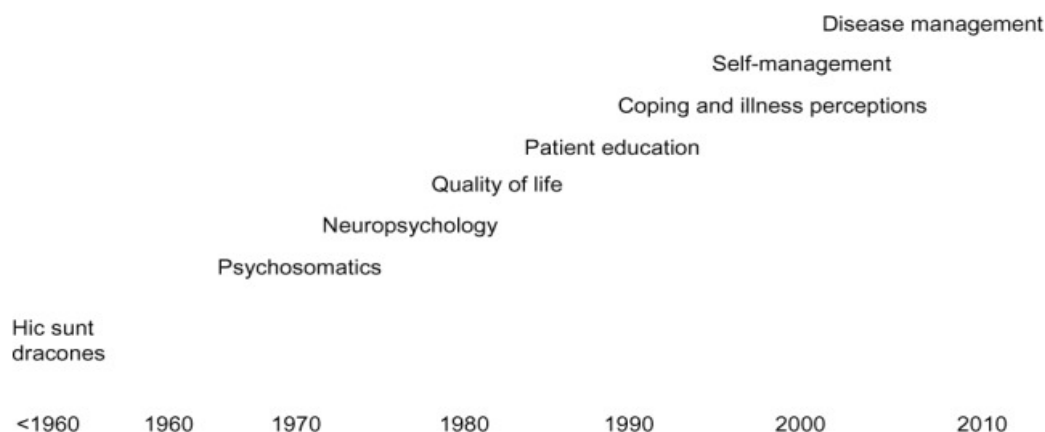 Disease management
Self-management
Coping and illness perceptions
Patient education
Quality of life
Neuropsychology
Psychosomatics
Hic sunt
dracones
<1960 1960 1970 1980 1990 2000 2010